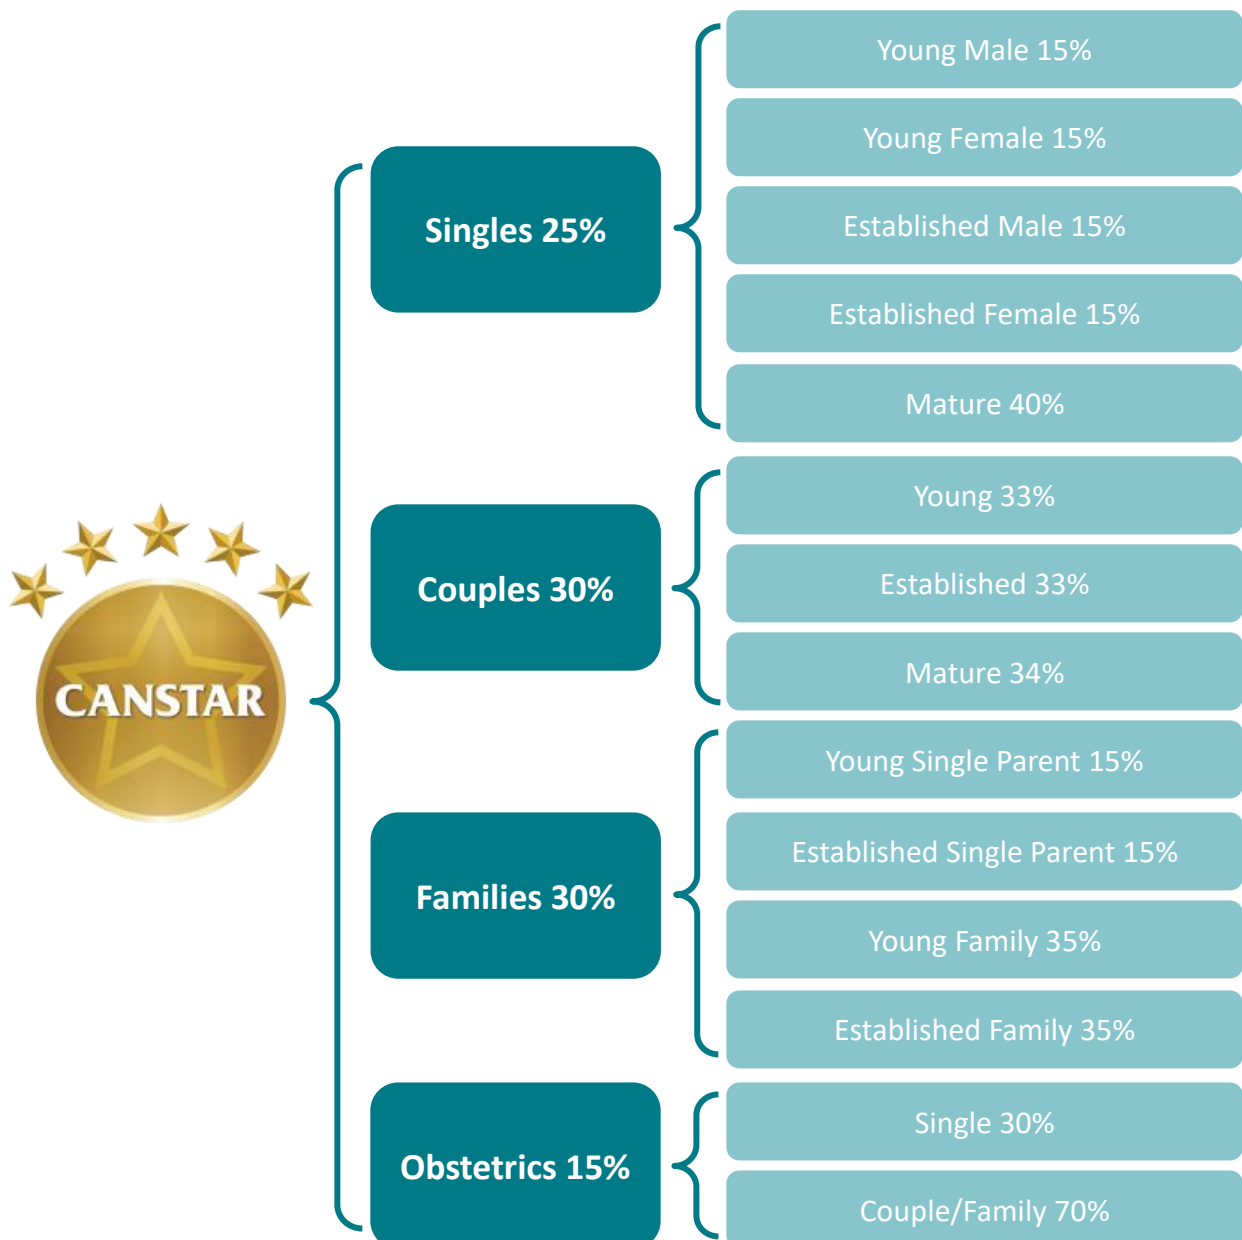 CANSTAR
Singles 25%
Young Male 15%
Young Female 15%
Established Male 15%
Established Female 15%
Mature 40%
Couples 30%
Young 33%
Established 33%
Mature 34%
Families 30%
Young Single Parent 15%
Established Single Parent 15%
Young Family 35%
Established Family 35%
Obstetrics 15%
Single 30%
Couple/Family 70%